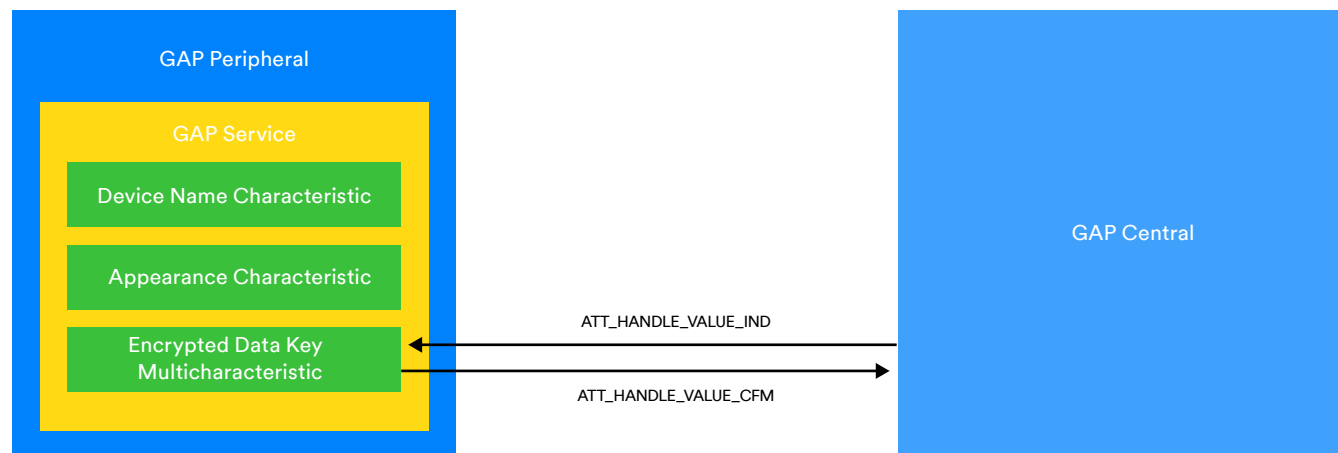 GAP Peripheral
GAP Service
Device Name Characteristic
Appearance Characteristic
Encrypted Data Key
Multicharacteristic
ATT_HANDLE_VALUE_IND
ATT_HANDLE_VALUE_CFM
GAP Central